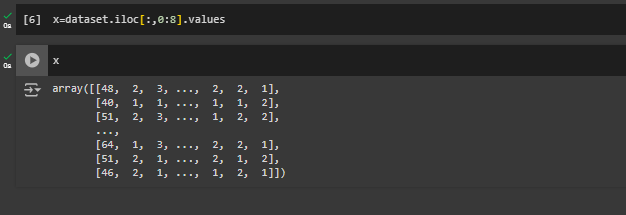 [6] x=dataset.iloc[:,0:8].values
0s
x
0s
array([[48, 2, 3, ..., 2, 2, 1],
[40, 1, 1, ..., 1, 1, 2],
[51, 2, 3, ..., 1, 2, 2],
...,
[64, 1, 3, ..., 2, 2, 1],
[51, 2, 1, ..., 2, 1, 2],
[46, 2, 1, ..., 1, 2, 1]])